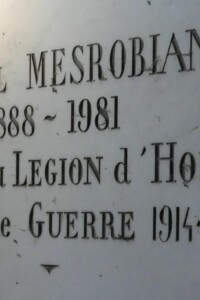 L MESROBIAN
888 ~ 1981
LEGION d'HO
e GUERRE 1914-